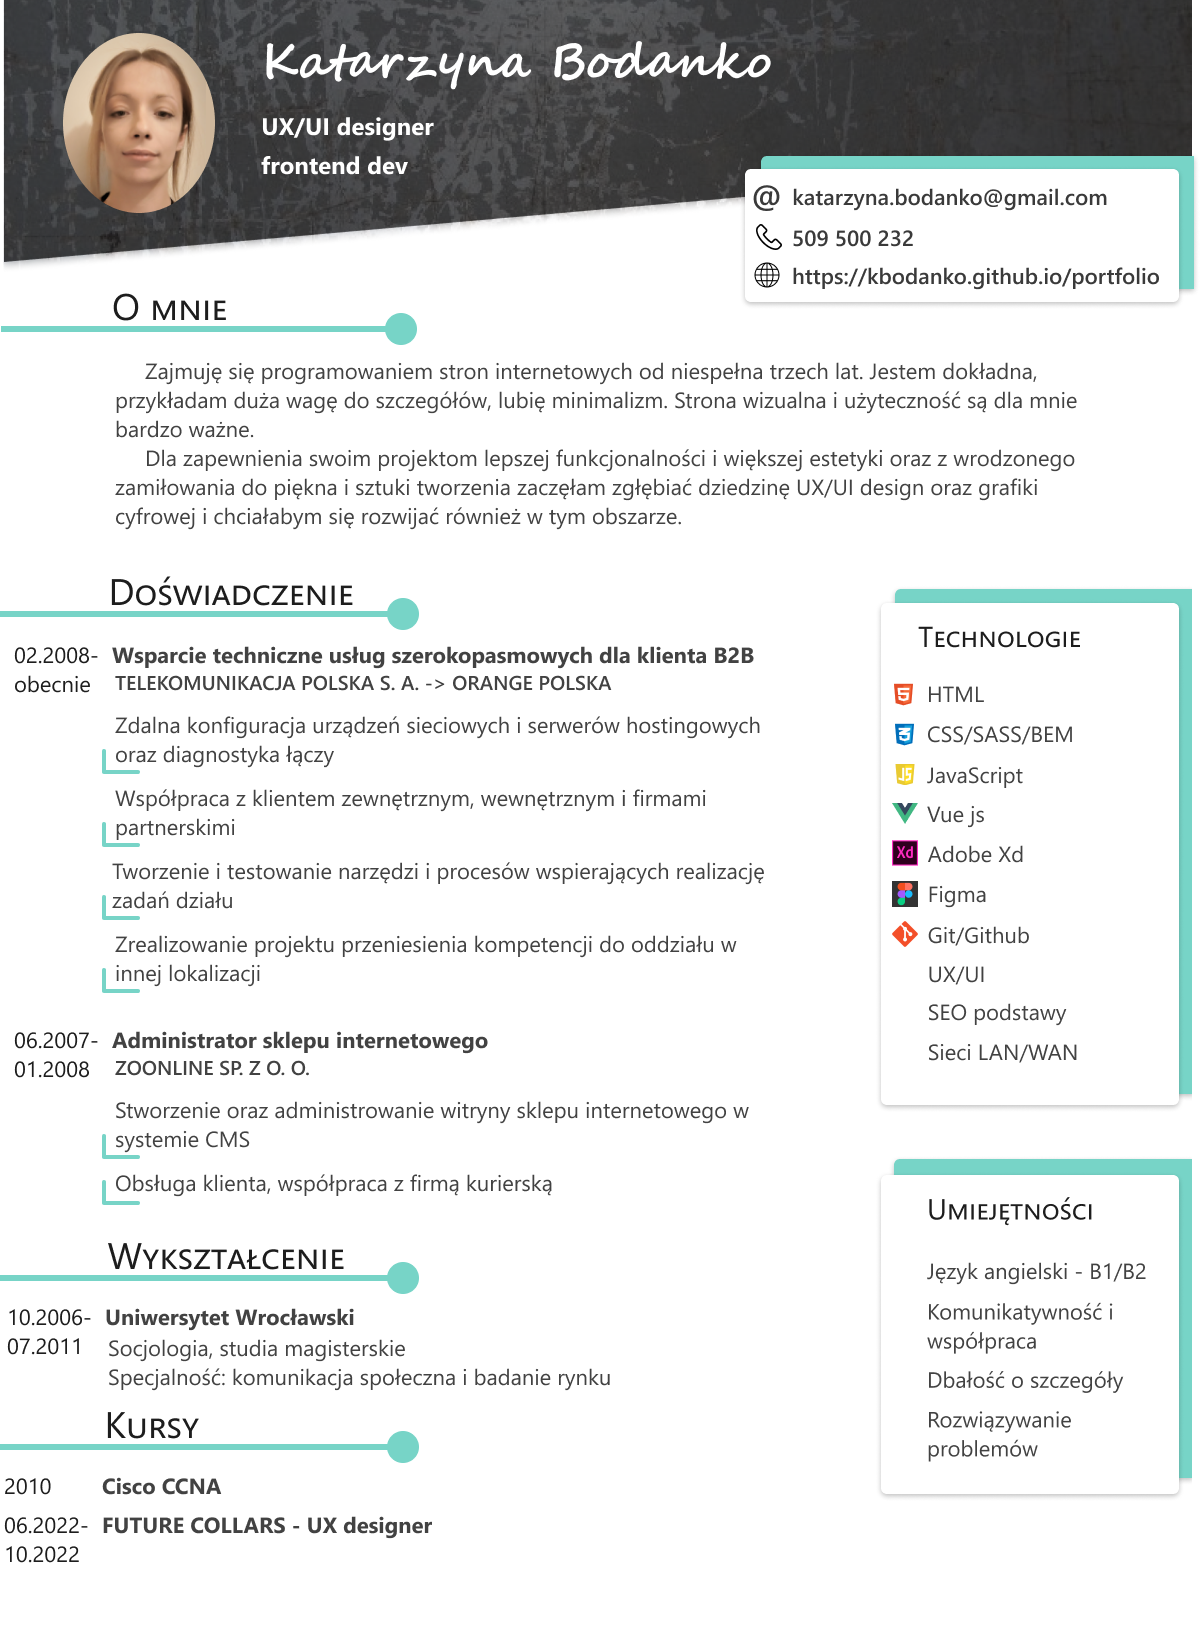 Katarzyna Bodanko
UX/UI designer
frontend dev
@ katarzyna.bodanko@gmail.com
509 500 232
https://kbodanko.github.io/portfolio
O mnie
Zajmuję się programowaniem stron internetowych od niespełna trzech lat. Jestem dokładna,
przykładam duża wagę do szczegółów, lubię minimalizm. Strona wizualna i użyteczność są dla mnie
bardzo ważne.
Dla zapewnienia swoim projektom lepszej funkcjonalności i większej estetyki oraz z wrodzonego
zamiłowania do piękna i sztuki tworzenia zaczęłam zgłębiać dziedzinę UX/UI design oraz grafiki
cyfrowej i chciałabym się rozwijać również w tym obszarze.
Doświadczenie
02.2008-
obecnie
Wsparcie techniczne usług szerokopasmowych dla klienta B2B
TELEKOMUNIKACJA POLSKA S. A. -> ORANGE POLSKA
Zdalna konfiguracja urządzeń sieciowych i serwerów hostingowych
oraz diagnostyka łączy
Współpraca z klientem zewnętrznym, wewnętrznym i firmami
partnerskimi
Tworzenie i testowanie narzędzi i procesów wspierających realizację
zadań działu
Zrealizowanie projektu przeniesienia kompetencji do oddziału w
innej lokalizacji
06.2007-
01.2008
Administrator sklepu internetowego
ZOONLINE SP. Z O. O.
Stworzenie oraz administrowanie witryny sklepu internetowego w
systemie CMS
Obsługa klienta, współpraca z firmą kurierską
Wykształcenie
10.2006-
07.2011
Uniwersytet Wrocławski
Socjologia, studia magisterskie
Specjalność: komunikacja społeczna i badanie rynku
Kursy
2010 Cisco CCNA
06.2022-
10.2022
FUTURE COLLARS - UX designer
Technologie
HTML
CSS/SASS/BEM
JS JavaScript
Vue js
Xd Adobe Xd
Figma
Git/Github
UX/UI
SEO podstawy
Sieci LAN/WAN
Umiejętności
Język angielski - B1/B2
Komunikatywność i
współpraca
Dbałość o szczegóły
Rozwiązywanie
problemów